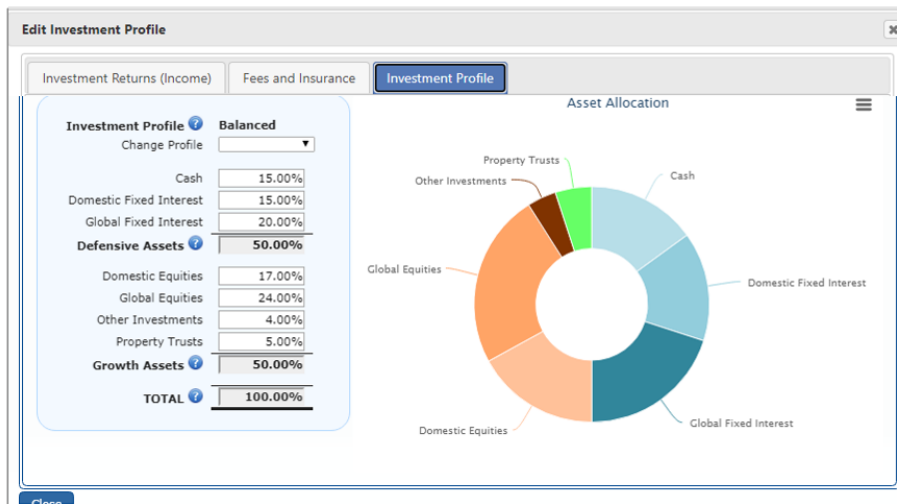 Edit Investment Profile
Investment Returns (Income)
Fees and Insurance
Investment Profile
Investment Profile ? Balanced
Change Profile
Cash 15.00%
Domestic Fixed Interest 15.00%
Global Fixed Interest 20.00%
Defensive Assets ? 50.00%
Domestic Equities 17.00%
Global Equities 24.00%
Other Investments 4.00%
Property Trusts 5.00%
Growth Assets ? 50.00%
TOTAL ? 100.00%
Asset Allocation
Property Trusts
Cash
Other Investments
Global Equities
Domestic Fixed Interest
Global Fixed Interest
Domestic Equities
Close